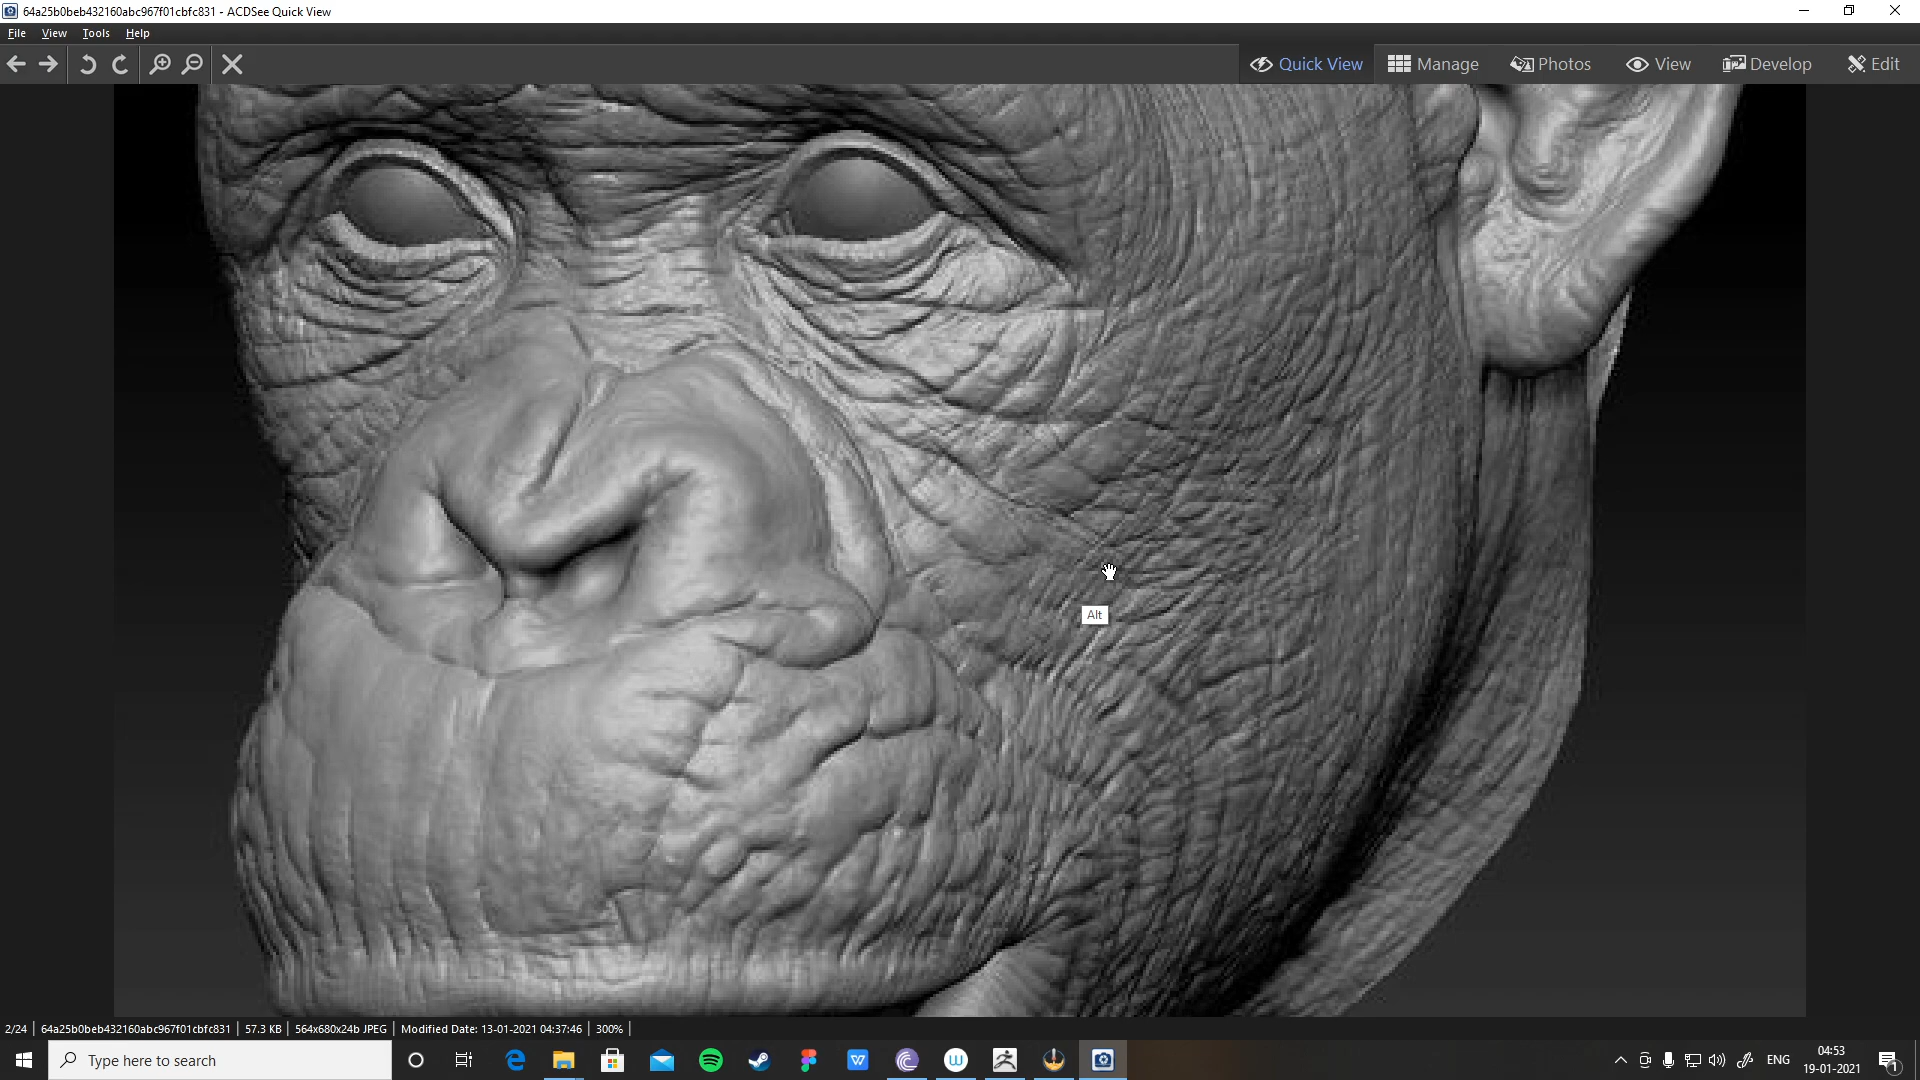 64a25b0beb432160abc967f01cbfc831 - ACDSee Quick View
File View Tools Help
Quick View Manage Photos View Develop Edit
Alt
2/24 64a25b0beb432160abc967f01cbfc831 57.3 KB 564x680x24b JPEG Modified Date: 13-01-2021 04:37:46 300%
Type here to search
ENG
04:53
19-01-2021
1